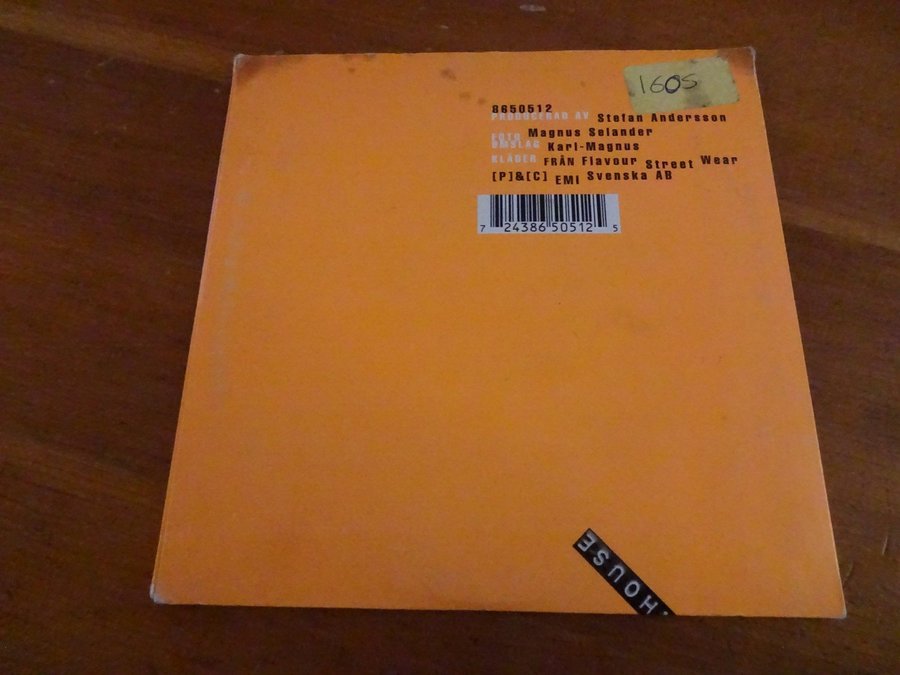 160S
8650512
PRODUCERAD AV Stefan Andersson
FOTO Magnus Selander
OMSLAG Karl-Magnus
KLÄDER FRÅN Flavour Street Wear
[P]&[C] EMI Svenska AB
7 24386 50512 5
HOUSE